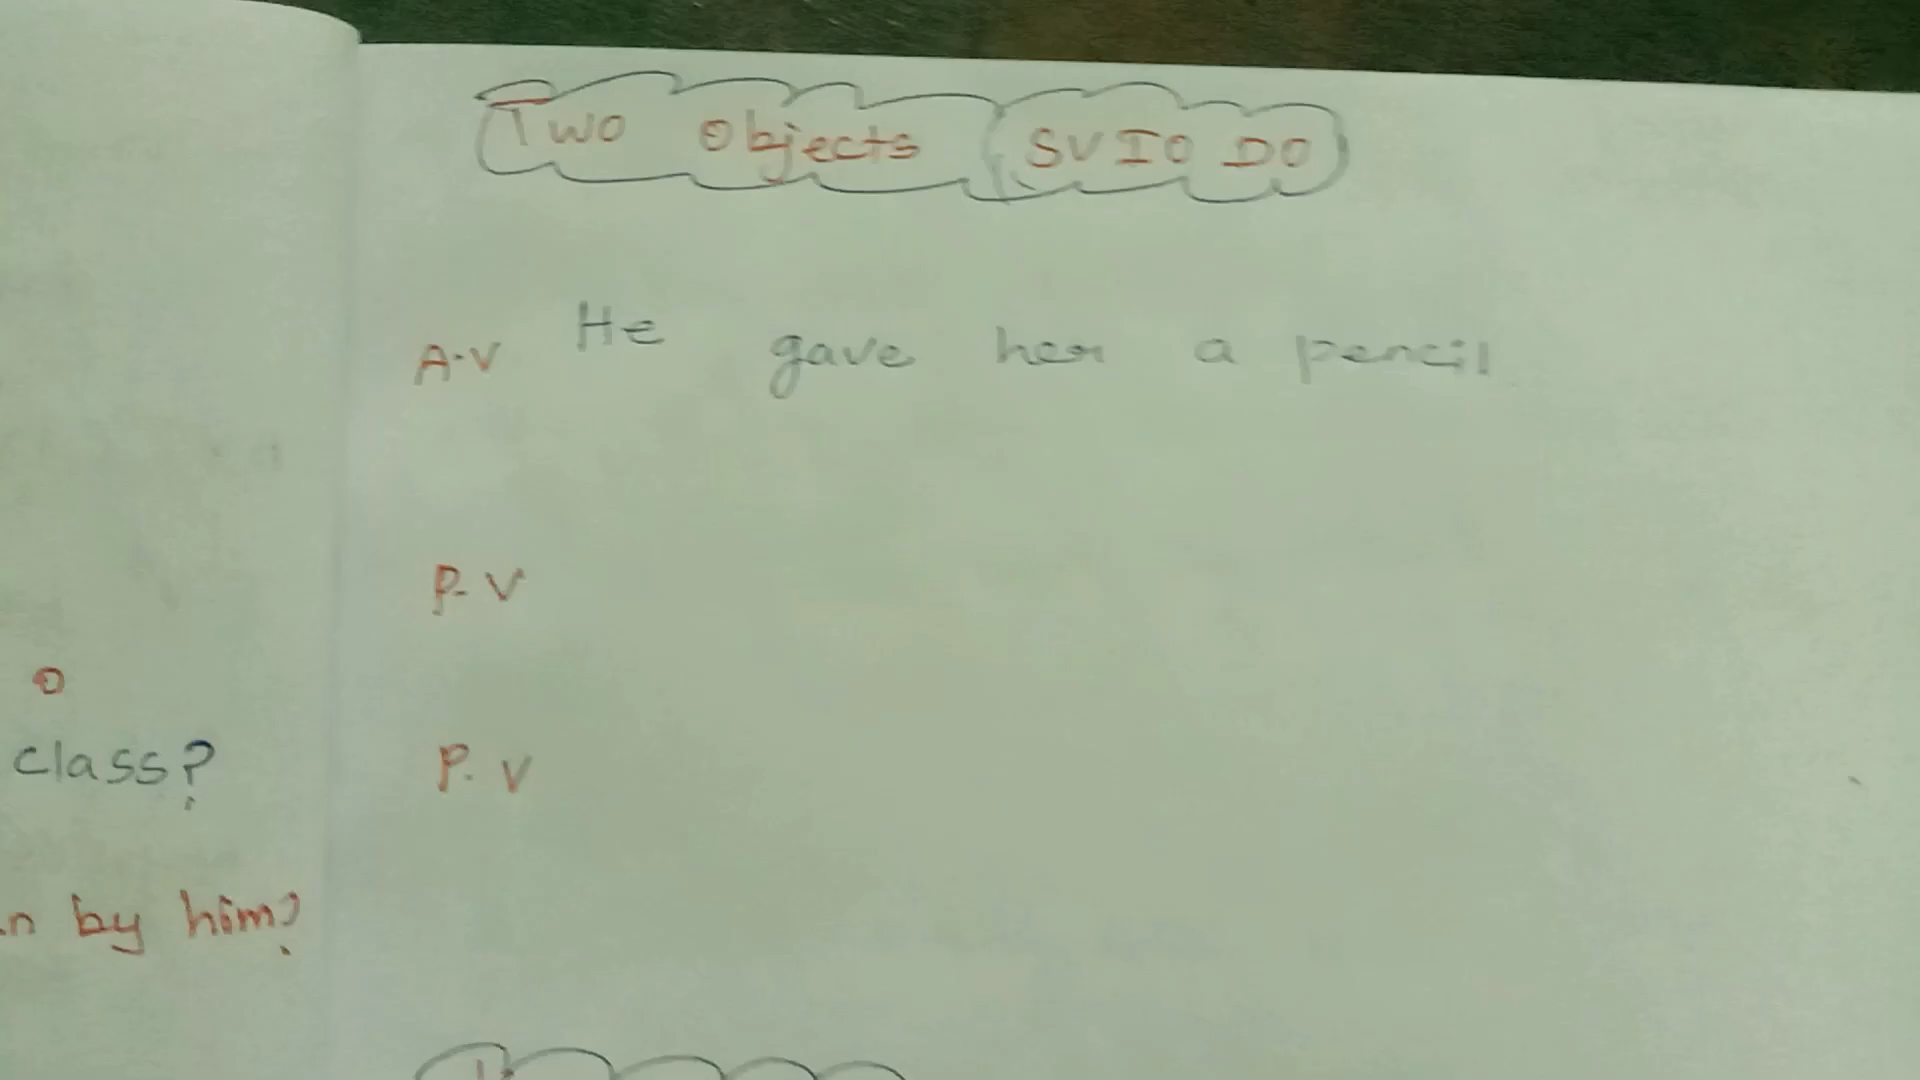 Two Objects SVIO DO
A.V He gave her a pencil
P.V
P.V
O
class?
by him?